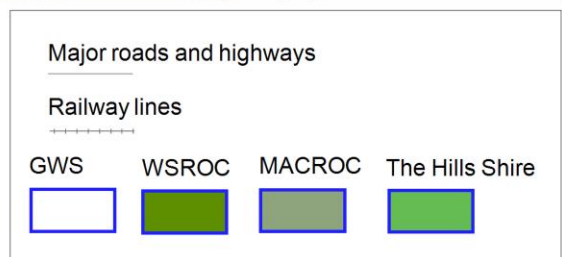 Major roads and highways
Railway lines
GWS WSROC MACROC The Hills Shire